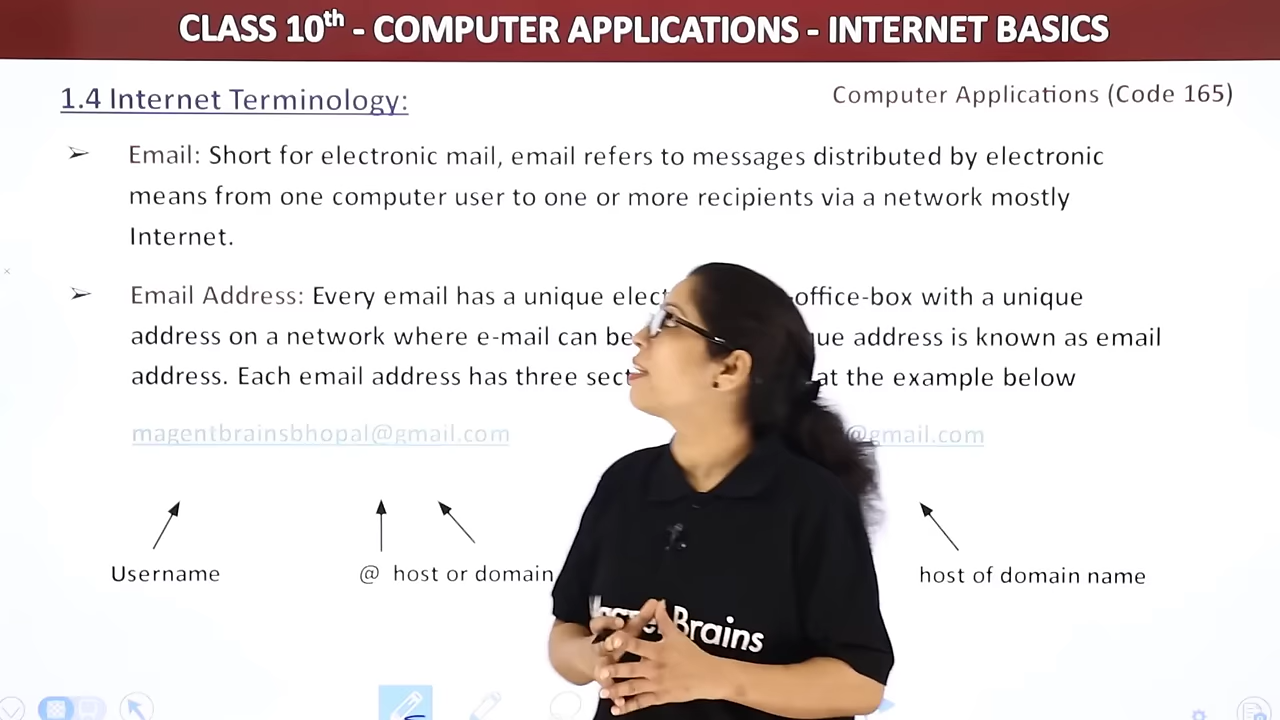 CLASS 10th - COMPUTER APPLICATIONS - INTERNET BASICS
1.4 Internet Terminology:
Computer Applications (Code 165)
➢ Email: Short for electronic mail, email refers to messages distributed by electronic
means from one computer user to one or more recipients via a network mostly
Internet.
➢ Email Address: Every email has a unique elect -office-box with a unique
address on a network where e-mail can be address is known as email
address. Each email address has three sect at the example below
magentbrainsbhopal@gmail.com @gmail.com
Username @ host or domain host of domain name
Brains